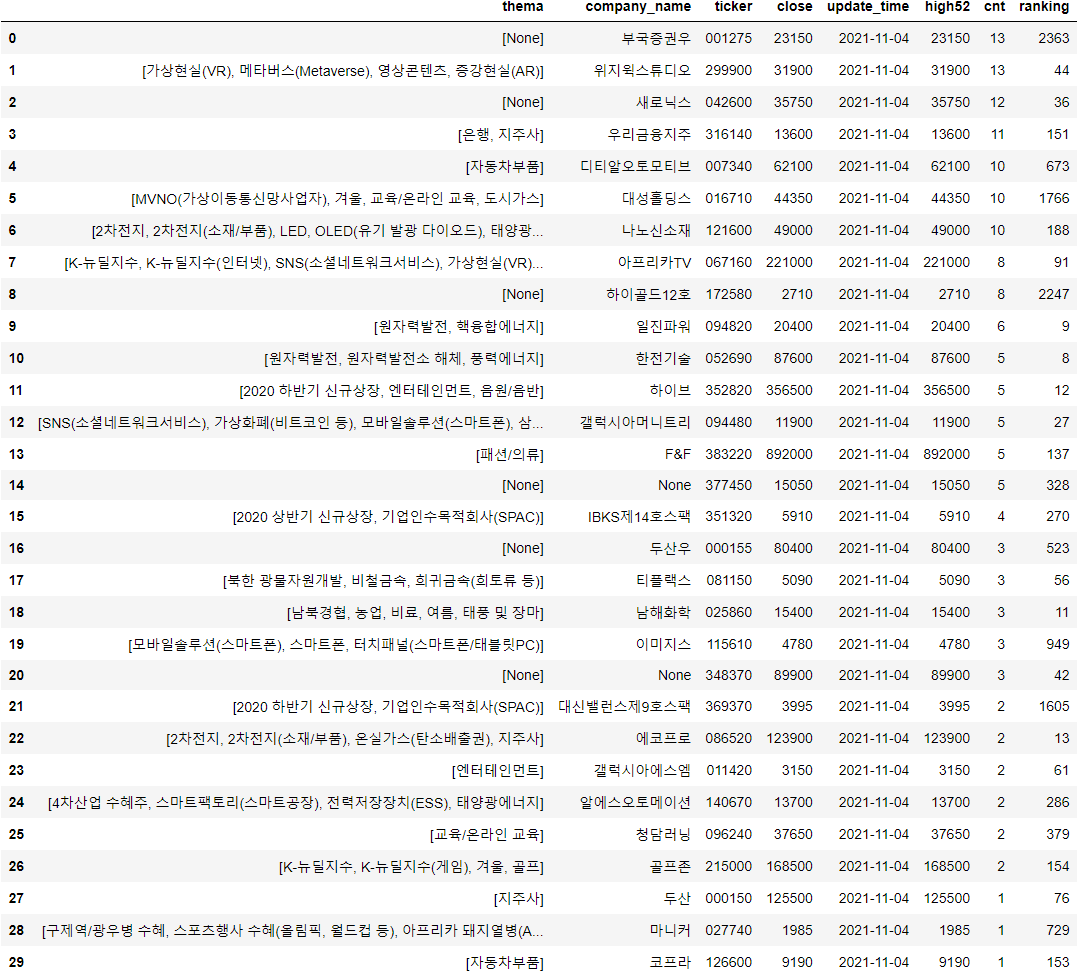 thema company_name ticker close update_time high52 cnt ranking
0 [None] 부국증권우 001275 23150 2021-11-04 23150 13 2363
1 [가상현실(VR), 메타버스(Metaverse), 영상콘텐츠, 증강현실(AR)] 위지윅스튜디오 299900 31900 2021-11-04 31900 13 44
2 [None] 새로닉스 042600 35750 2021-11-04 35750 12 36
3 [은행, 지주사] 우리금융지주 316140 13600 2021-11-04 13600 11 151
4 [자동차부품] 디티알오토모티브 007340 62100 2021-11-04 62100 10 673
5 [MVNO(가상이동통신망사업자), 겨울, 교육/온라인 교육, 도시가스] 대성홀딩스 016710 44350 2021-11-04 44350 10 1766
6 [2차전지, 2차전지(소재/부품), LED, OLED(유기 발광 다이오드), 태양광... 나노신소재 121600 49000 2021-11-04 49000 10 188
7 [K-뉴딜지수, K-뉴딜지수(인터넷), SNS(소셜네트워크서비스), 가상현실(VR)... 아프리카TV 067160 221000 2021-11-04 221000 8 91
8 [None] 하이골드12호 172580 2710 2021-11-04 2710 8 2247
9 [원자력발전, 핵융합에너지] 일진파워 094820 20400 2021-11-04 20400 6 9
10 [원자력발전, 원자력발전소 해체, 풍력에너지] 한전기술 052690 87600 2021-11-04 87600 5 8
11 [2020 하반기 신규상장, 엔터테인먼트, 음원/음반] 하이브 352820 356500 2021-11-04 356500 5 12
12 [SNS(소셜네트워크서비스), 가상화폐(비트코인 등), 모바일솔루션(스마트폰), 삼... 갤럭시아머니트리 094480 11900 2021-11-04 11900 5 27
13 [패션/의류] F&F 383220 892000 2021-11-04 892000 5 137
14 [None] None 377450 15050 2021-11-04 15050 5 328
15 [2020 상반기 신규상장, 기업인수목적회사(SPAC)] IBKS제14호스팩 351320 5910 2021-11-04 5910 4 270
16 [None] 두산우 000155 80400 2021-11-04 80400 3 523
17 [북한 광물자원개발, 비철금속, 희귀금속(희토류 등)] 티플랙스 081150 5090 2021-11-04 5090 3 56
18 [남북경협, 농업, 비료, 여름, 태풍 및 장마] 남해화학 025860 15400 2021-11-04 15400 3 11
19 [모바일솔루션(스마트폰), 스마트폰, 터치패널(스마트폰/태블릿PC)] 이미지스 115610 4780 2021-11-04 4780 3 949
20 [None] None 348370 89900 2021-11-04 89900 3 42
21 [2020 하반기 신규상장, 기업인수목적회사(SPAC)] 대신밸런스제9호스팩 369370 3995 2021-11-04 3995 2 1605
22 [2차전지, 2차전지(소재/부품), 온실가스(탄소배출권), 지주사] 에코프로 086520 123900 2021-11-04 123900 2 13
23 [엔터테인먼트] 갤럭시아에스엠 011420 3150 2021-11-04 3150 2 61
24 [4차산업 수혜주, 스마트팩토리(스마트공장), 전력저장장치(ESS), 태양광에너지] 알에스오토메이션 140670 13700 2021-11-04 13700 2 286
25 [교육/온라인 교육] 청담러닝 096240 37650 2021-11-04 37650 2 379
26 [K-뉴딜지수, K-뉴딜지수(게임), 겨울, 골프] 골프존 215000 168500 2021-11-04 168500 2 154
27 [지주사] 두산 000150 125500 2021-11-04 125500 1 76
28 [구제역/광우병 수혜, 스포츠행사 수혜(올림픽, 월드컵 등), 아프리카 돼지열병(A... 마니커 027740 1985 2021-11-04 1985 1 729
29 [자동차부품] 코프라 126600 9190 2021-11-04 9190 1 153